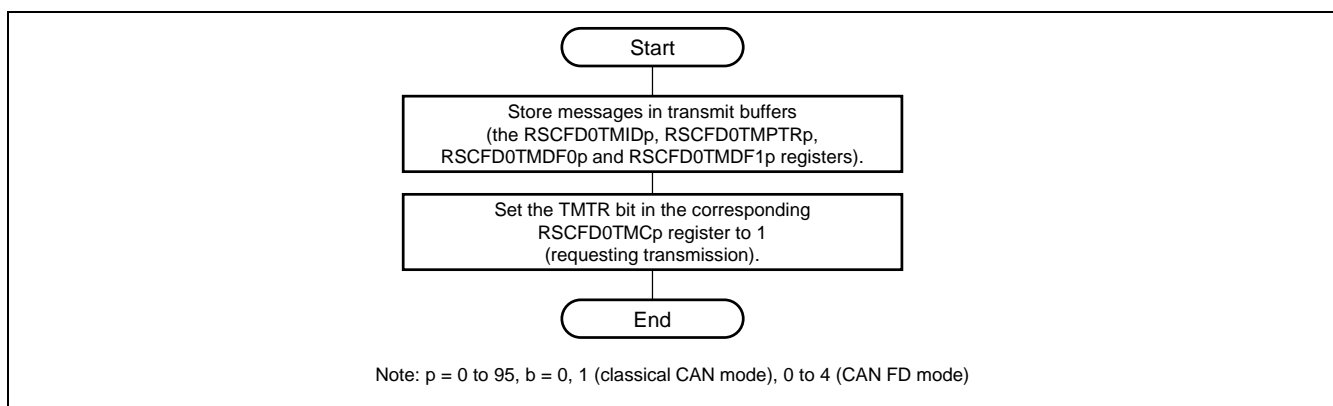 Start
Store messages in transmit buffers
(the RSCFD0TMIDp, RSCFD0TMPTRp,
RSCFD0TMDF0p and RSCFD0TMDF1p registers).
Set the TMTR bit in the corresponding
RSCFD0TMCp register to 1
(requesting transmission).
End
Note: p = 0 to 95, b = 0, 1 (classical CAN mode), 0 to 4 (CAN FD mode)